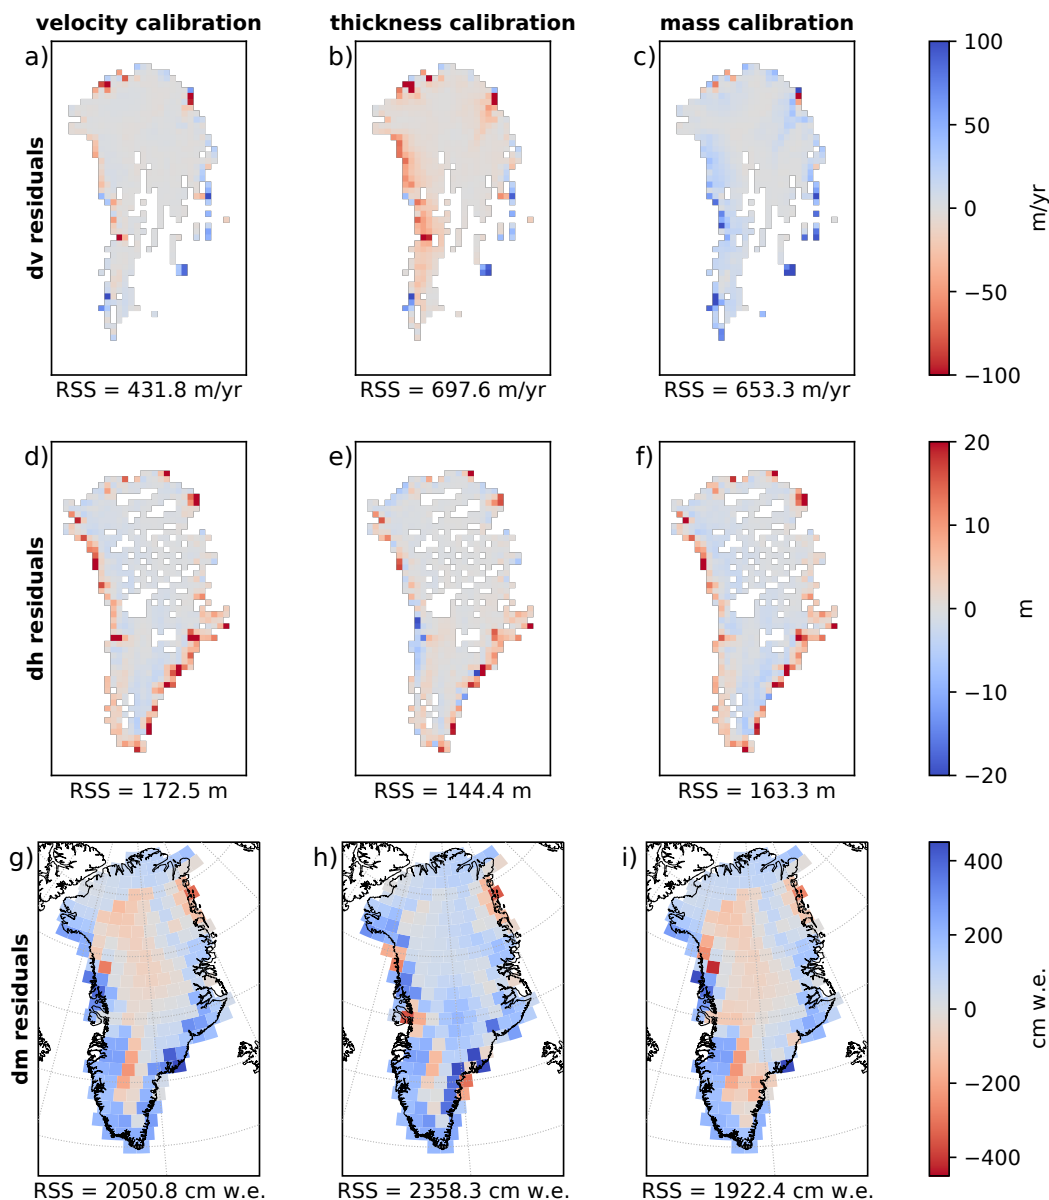 velocity calibration
thickness calibration
mass calibration
a)
b)
c)
dv residuals
100
50
0
−50
−100
m/yr
RSS = 431.8 m/yr
RSS = 697.6 m/yr
RSS = 653.3 m/yr
d)
e)
f)
dh residuals
20
10
0
−10
−20
m
RSS = 172.5 m
RSS = 144.4 m
RSS = 163.3 m
g)
h)
i)
dm residuals
400
200
0
−200
−400
cm w.e.
RSS = 2050.8 cm w.e.
RSS = 2358.3 cm w.e.
RSS = 1922.4 cm w.e.